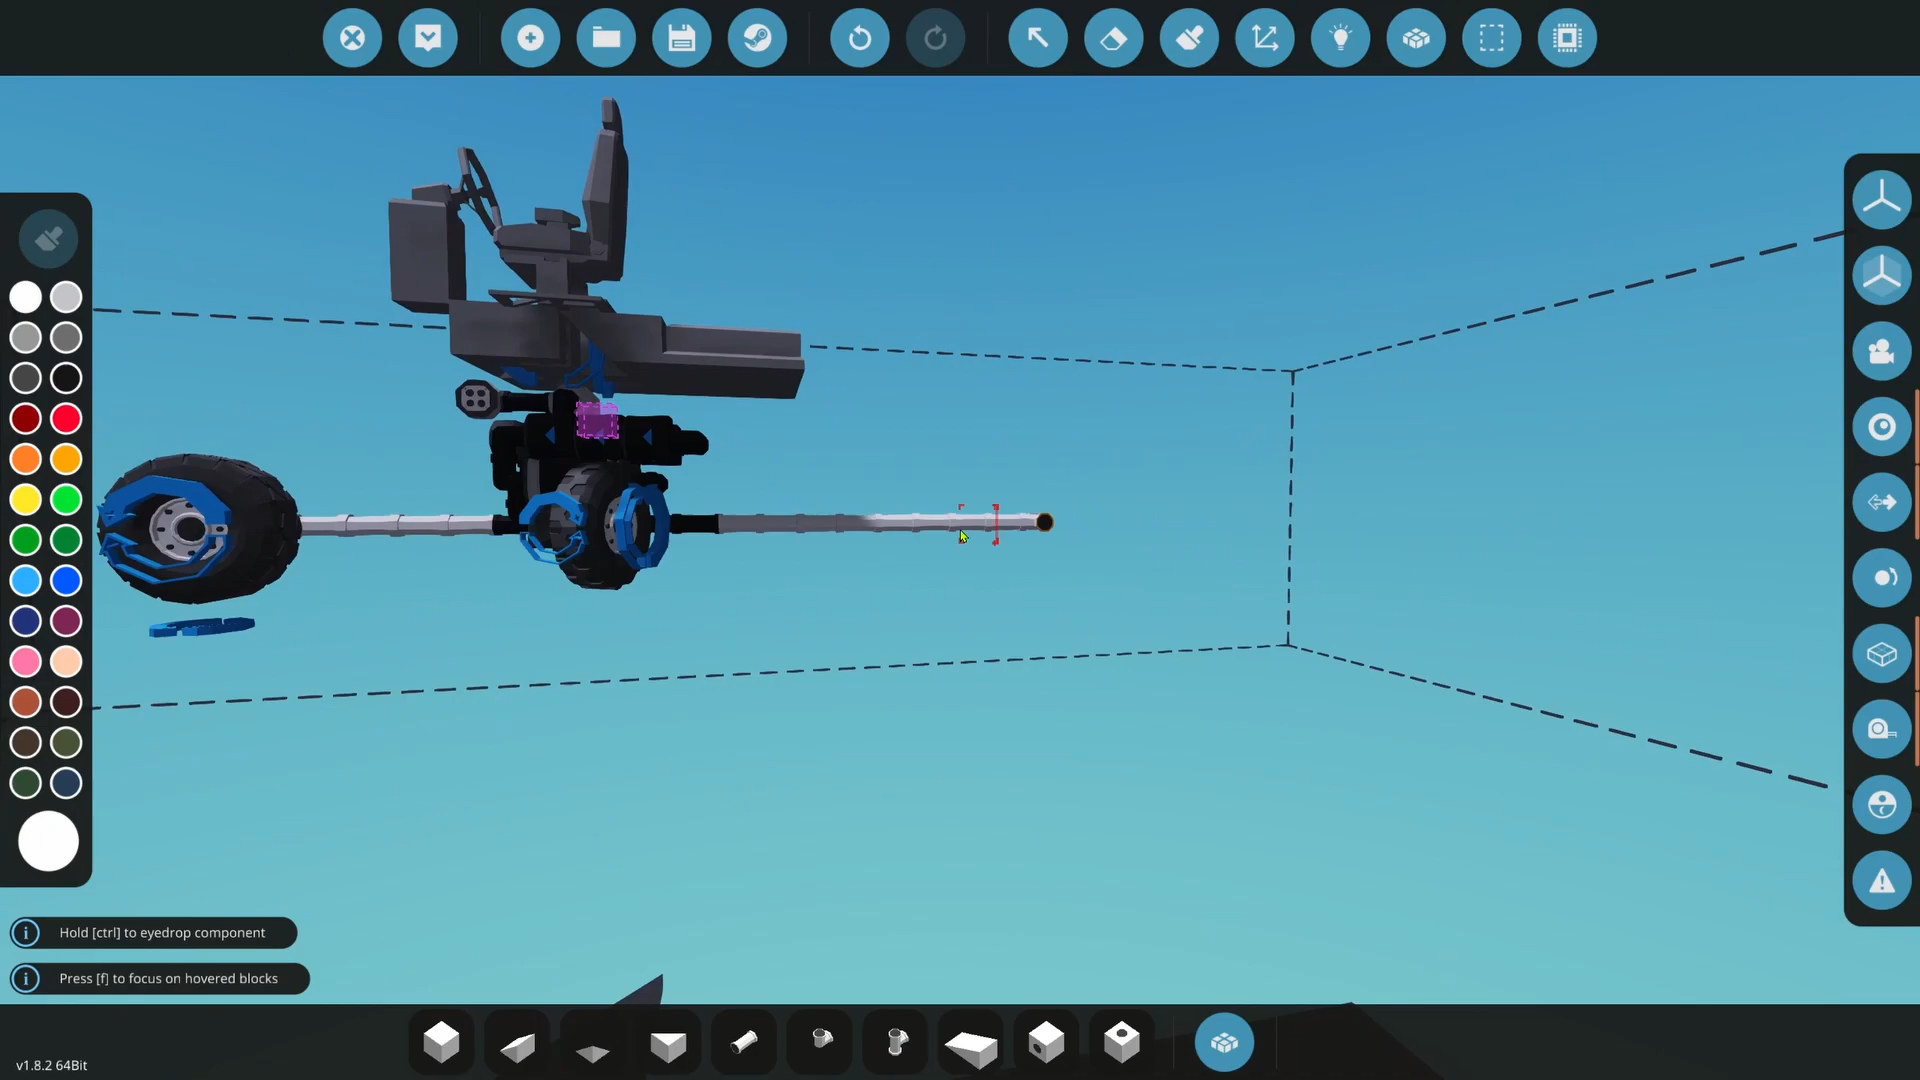 Hold [ctrl] to eyedrop component
Press [f] to focus on hovered blocks
v1.8.2 64Bit